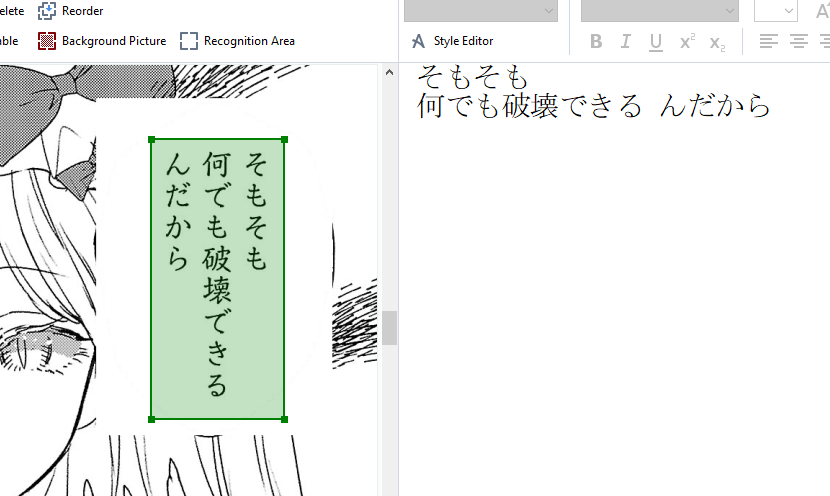 elete
Reorder
able
Background Picture
Recognition Area
Style Editor
B I U x² x₂
そもそも
何でも破壊できる
んだから
そもそも
何でも破壊できる んだから